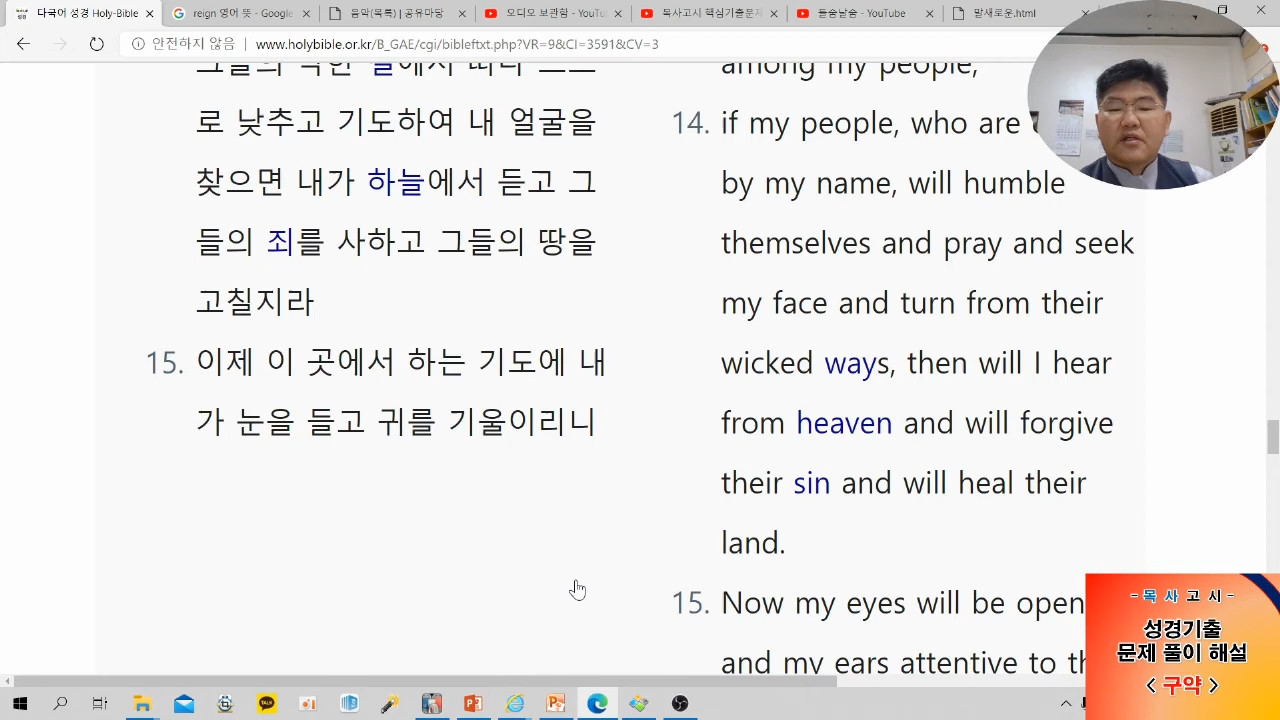 다국어 성경 Holy-Bible
reign 영어 뜻 - Google
음악(목록) | 공유마당
오디오 보관함 - YouTu
목사고시 핵심기출문제
들숨날숨 - YouTube
말새로운.html
안전하지 않음
www.holybible.or.kr/B_GAE/cgi/bibleftxt.php?VR=9&CI=3591&CV=3
로 낮추고 기도하여 내 얼굴을
찾으면 내가 하늘에서 듣고 그
들의 죄를 사하고 그들의 땅을
고칠지라
15. 이제 이 곳에서 하는 기도에 내
가 눈을 들고 귀를 기울이리니
among my people,
14. if my people, who are
by my name, will humble
themselves and pray and seek
my face and turn from their
wicked ways, then will I hear
from heaven and will forgive
their sin and will heal their
land.
15. Now my eyes will be open
and my ears attentive to
- 목 사 고 시 -
성경기출
문제 풀이 해설
< 구약 >
TALK